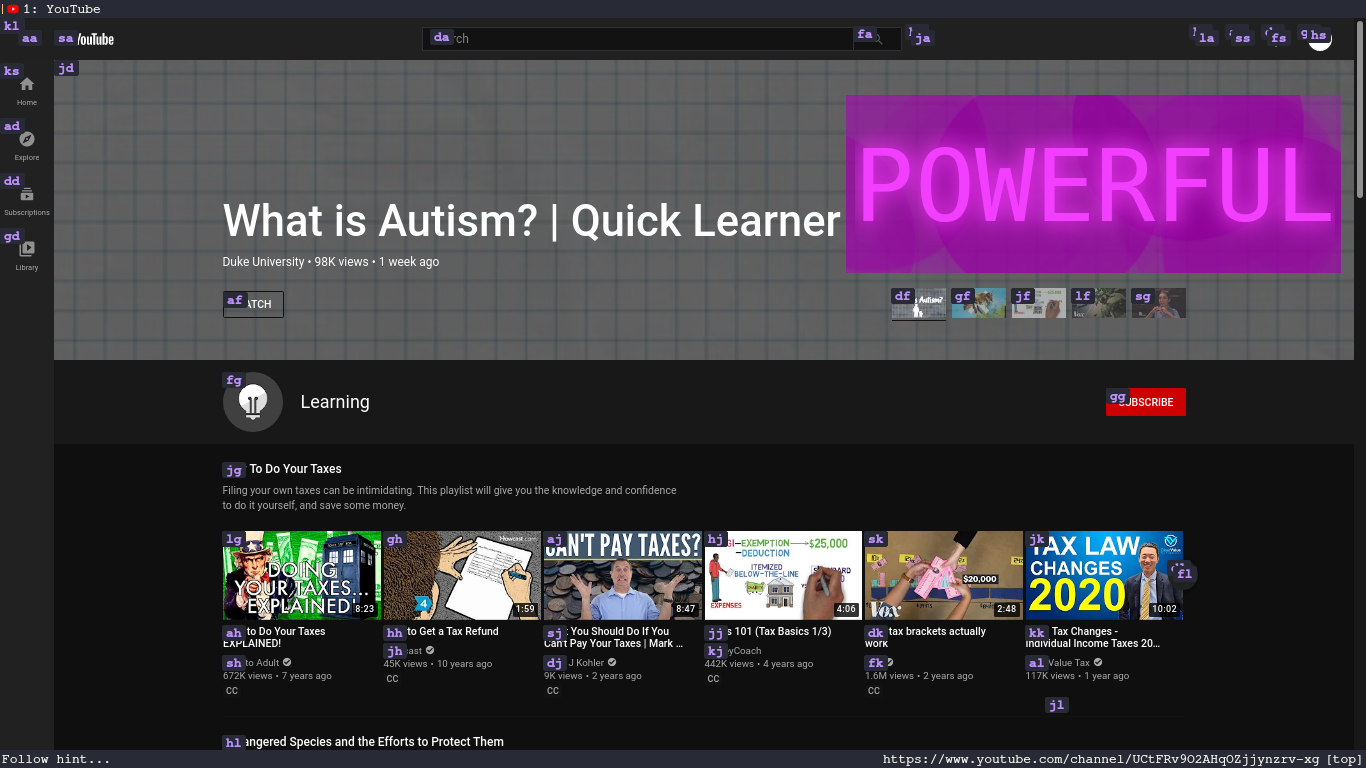 1: YouTube
kl
aa
sa
YouTube
da
rch
fa
ja
la
ss
fs
hs
ks
jd
Home
ad
Explore
dd
Subscriptions
gd
Library
POWERFUL
What is Autism? | Quick Learner
Duke University • 98K views • 1 week ago
af ATCH
df
gf
jf
lf
sg
fg
Learning
gg UBSCRIBE
jg To Do Your Taxes
Filing your own taxes can be intimidating. This playlist will give you the knowledge and confidence
to do it yourself, and save some money.
lg
DOING
YOUR TAXES...
EXPLAINED
8:23
gh
Howcast.com
4
1:59
aj
CAN'T PAY TAXES?
8:47
hj
EXEMPTION
$25,000
-DEDUCTION
ITEMIZED
BELOW-THE-LINE
EXPENSES
4:06
sk
$20,000
2:48
jk
TAX LAW
CHANGES
2020
10:02
fl
ah to Do Your Taxes
EXPLAINED!
sh to Adult
672K views • 7 years ago
CC
hh to Get a Tax Refund
jh cast
45K views • 10 years ago
CC
sj : You Should Do If You
Can't Pay Your Taxes | Mark ...
dj J Kohler
9K views • 2 years ago
CC
jj s 101 (Tax Basics 1/3)
kj yCoach
442K views • 4 years ago
CC
dk tax brackets actually
work
fk
1.6M views • 2 years ago
CC
kk Tax Changes -
Individual Income Taxes 20...
al Value Tax
117K views • 1 year ago
jl
hl angered Species and the Efforts to Protect Them
Follow hint...
https://www.youtube.com/channel/UCtFRv9O2AHqOZjjynzrv-xg [top]